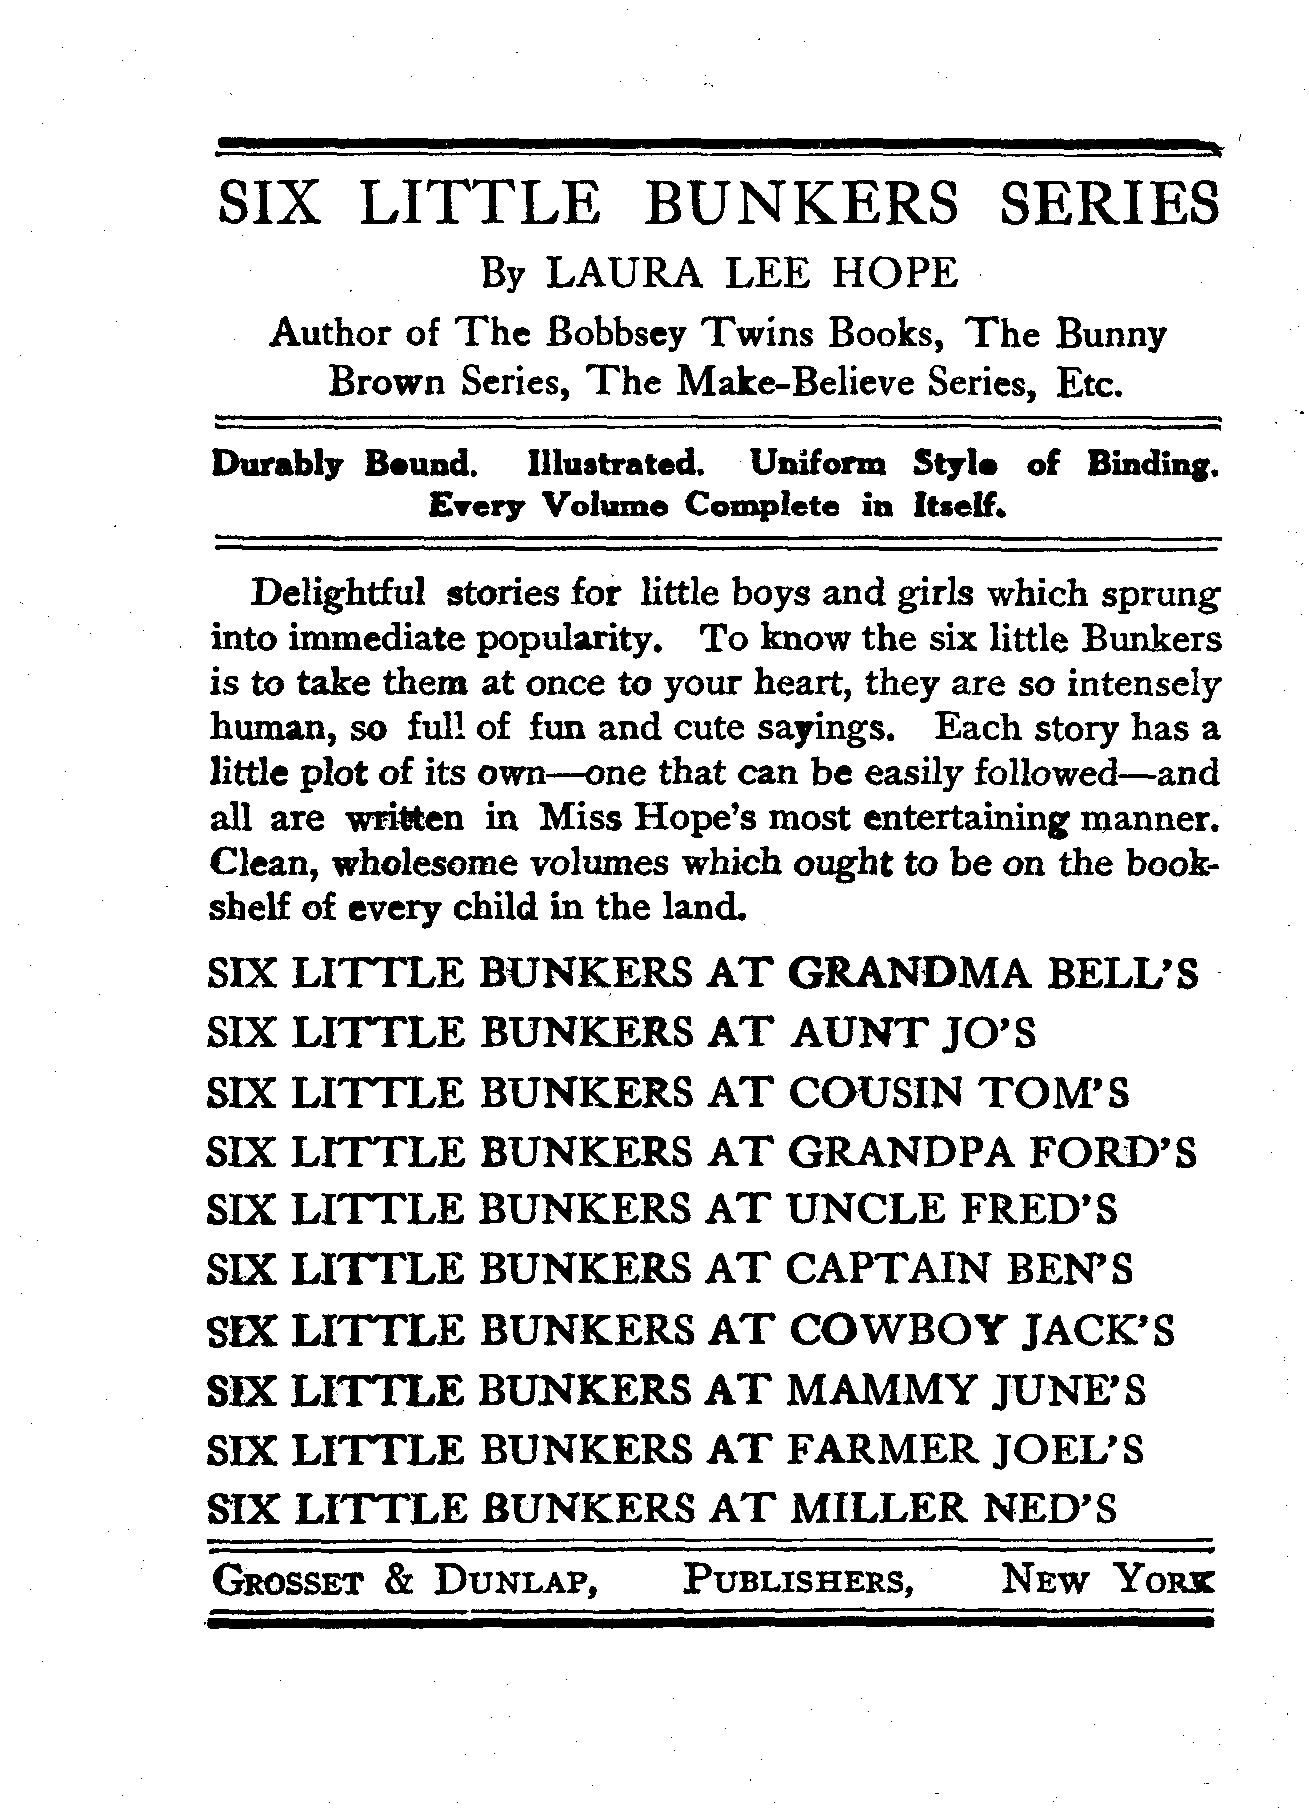 SIX LITTLE BUNKERS SERIES
By LAURA LEE HOPE
Author of The Bobbsey Twins Books, The Bunny
Brown Series, The Make-Believe Series, Etc.
Durably Bound. Illustrated. Uniform Style of Binding.
Every Volume Complete in Itself.
Delightful stories for little boys and girls which sprung
into immediate popularity. To know the six little Bunkers
is to take them at once to your heart, they are so intensely
human, so full of fun and cute sayings. Each story has a
little plot of its own—one that can be easily followed—and
all are written in Miss Hope's most entertaining manner.
Clean, wholesome volumes which ought to be on the book-
shelf of every child in the land.
SIX LITTLE BUNKERS AT GRANDMA BELL'S
SIX LITTLE BUNKERS AT AUNT JO'S
SIX LITTLE BUNKERS AT COUSIN TOM'S
SIX LITTLE BUNKERS AT GRANDPA FORD'S
SIX LITTLE BUNKERS AT UNCLE FRED'S
SIX LITTLE BUNKERS AT CAPTAIN BEN'S
SIX LITTLE BUNKERS AT COWBOY JACK'S
SIX LITTLE BUNKERS AT MAMMY JUNE'S
SIX LITTLE BUNKERS AT FARMER JOEL'S
SIX LITTLE BUNKERS AT MILLER NED'S
GROSSET & DUNLAP, PUBLISHERS, NEW YORK